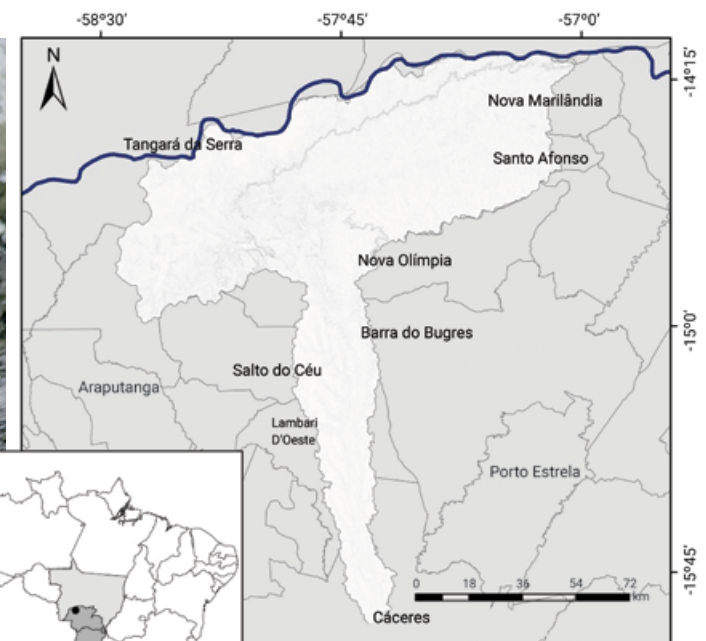 -58°30'
-57°45'
-57°0'
N
-14°15'
Nova Marilândia
Tangará da Serra
Santo Afonso
Nova Olímpia
-15°0'
Barra do Bugres
Salto do Céu
Araputanga
Lambari
D'Oeste
Porto Estrela
-15°45'
0 18 36 54 72
km
Cáceres